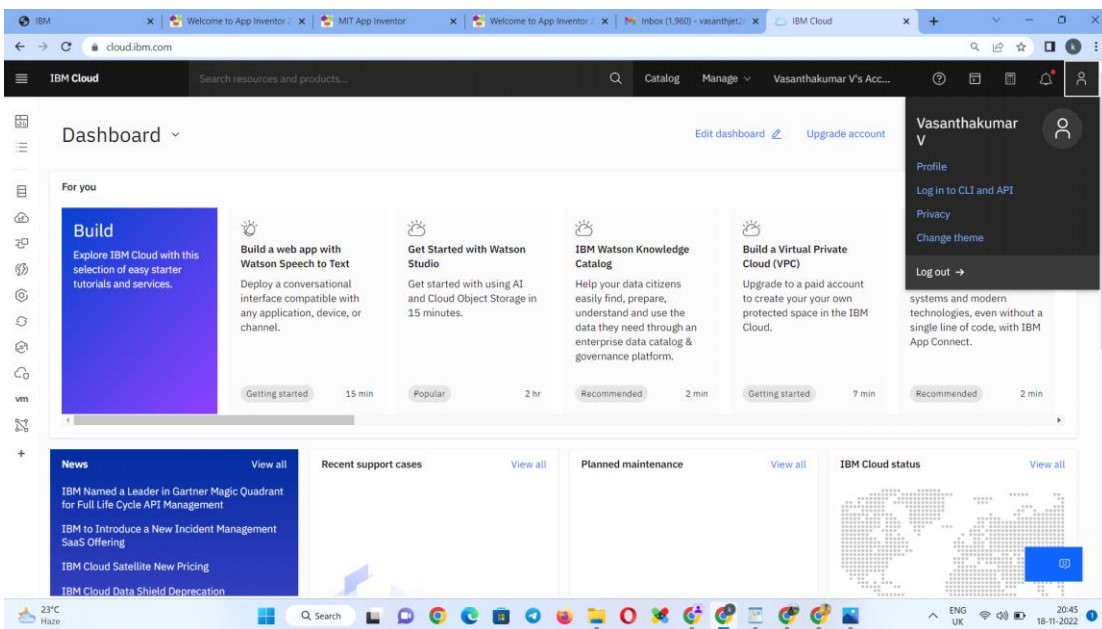 IBM
Welcome to App Inventor 2
MIT App Inventor
Welcome to App Inventor 2
Inbox (1,960) - vasanthjet2
IBM Cloud
cloud.ibm.com
k
IBM Cloud
Search resources and products...
Catalog
Manage
Vasanthakumar V's Acc...
Dashboard
Edit dashboard
Upgrade account
Vasanthakumar
V
Profile
Log in to CLI and API
Privacy
Change theme
Log out →
For you
Build
Explore IBM Cloud with this
selection of easy starter
tutorials and services.
Build a web app with
Watson Speech to Text
Deploy a conversational
interface compatible with
any application, device, or
channel.
Getting started
15 min
Get Started with Watson
Studio
Get started with using AI
and Cloud Object Storage in
15 minutes.
Popular
2 hr
IBM Watson Knowledge
Catalog
Help your data citizens
easily find, prepare,
understand and use the
data they need through an
enterprise data catalog &
governance platform.
Recommended
2 min
Build a Virtual Private
Cloud (VPC)
Upgrade to a paid account
to create your your own
protected space in the IBM
Cloud.
Getting started
7 min
systems and modern
technologies, even without a
single line of code, with IBM
App Connect.
Recommended
2 min
vm
News
View all
IBM Named a Leader in Gartner Magic Quadrant
for Full Life Cycle API Management
IBM to Introduce a New Incident Management
SaaS Offering
IBM Cloud Satellite New Pricing
IBM Cloud Data Shield Deprecation
Recent support cases
View all
Planned maintenance
View all
IBM Cloud status
View all
23°C
Haze
Search
ENG
UK
20:45
18-11-2022
1